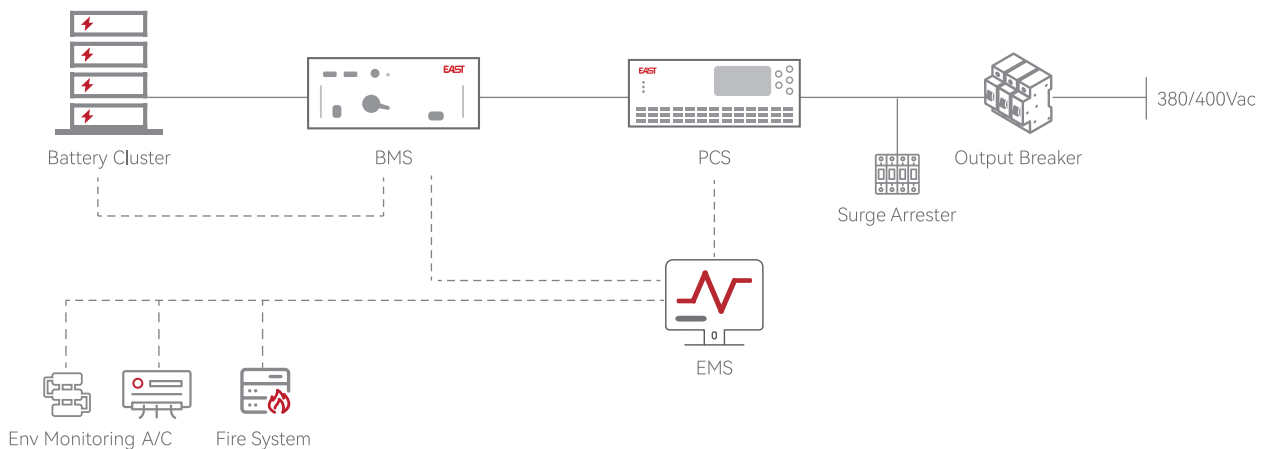 EAST
EAST
380/400Vac
Battery Cluster
BMS
PCS
Output Breaker
Surge Arrester
EMS
Env Monitoring
A/C
Fire System